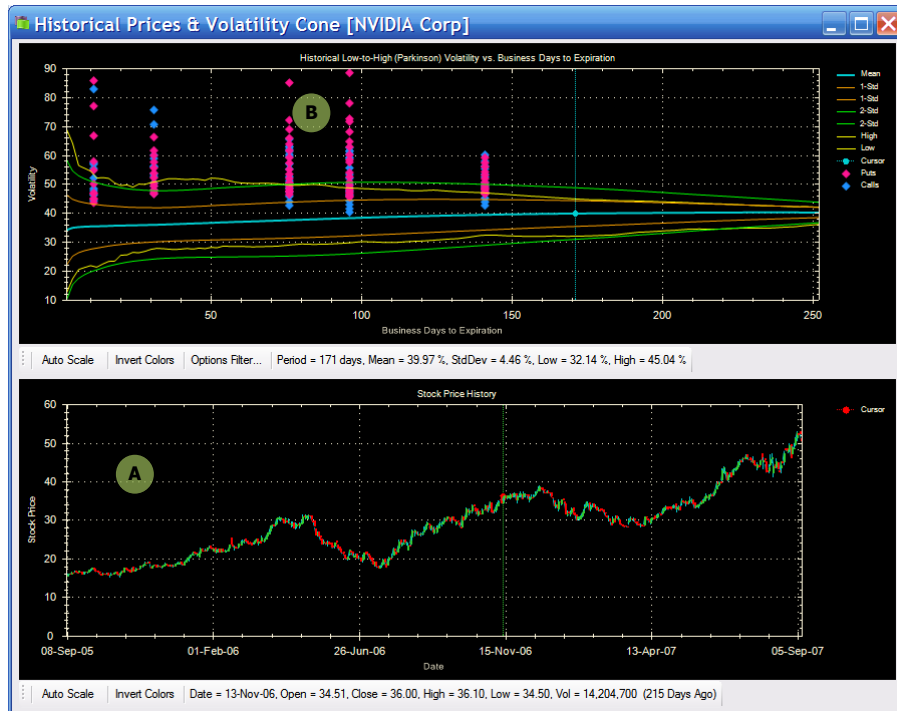 Historical Prices & Volatility Cone [NVIDIA Corp]
Historical Low-to-High (Parkinson) Volatility vs. Business Days to Expiration
90
80
70
60
50
40
30
20
10
Volatility
50
100
150
200
250
Business Days to Expiration
Mean
1-Std
1-Std
2-Std
2-Std
High
Low
Cursor
Puts
Calls
B
Auto Scale
Invert Colors
Options Filter...
Period = 171 days, Mean = 39.97 %, StdDev = 4.46 %, Low = 32.14 %, High = 45.04 %
Stock Price History
60
50
40
30
20
10
0
Stock Price
08-Sep-05
01-Feb-06
26-Jun-06
15-Nov-06
13-Apr-07
05-Sep-07
Date
Cursor
A
Auto Scale
Invert Colors
Date = 13-Nov-06, Open = 34.51, Close = 36.00, High = 36.10, Low = 34.50, Vol = 14,204,700 (215 Days Ago)